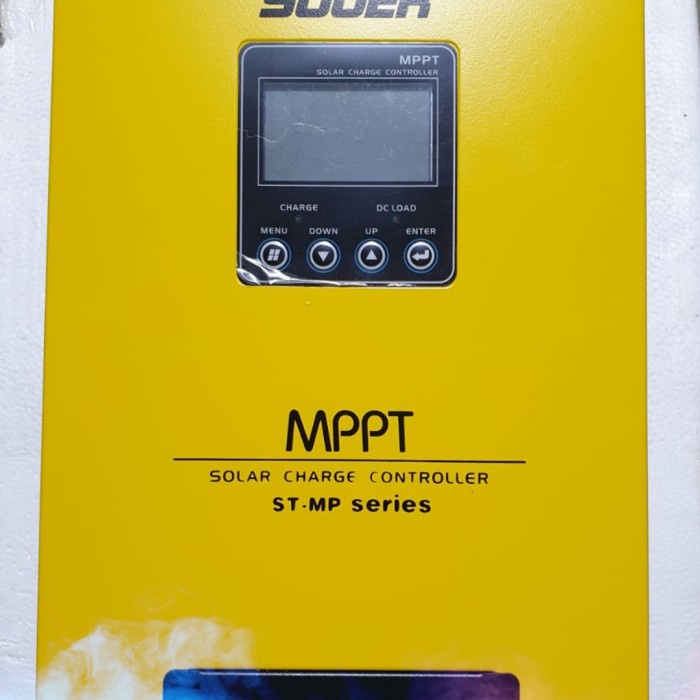 MPPT
SOLAR CHARGE CONTROLLER
CHARGE DC LOAD
MENU DOWN UP ENTER
MPPT
SOLAR CHARGE CONTROLLER
ST-MP series